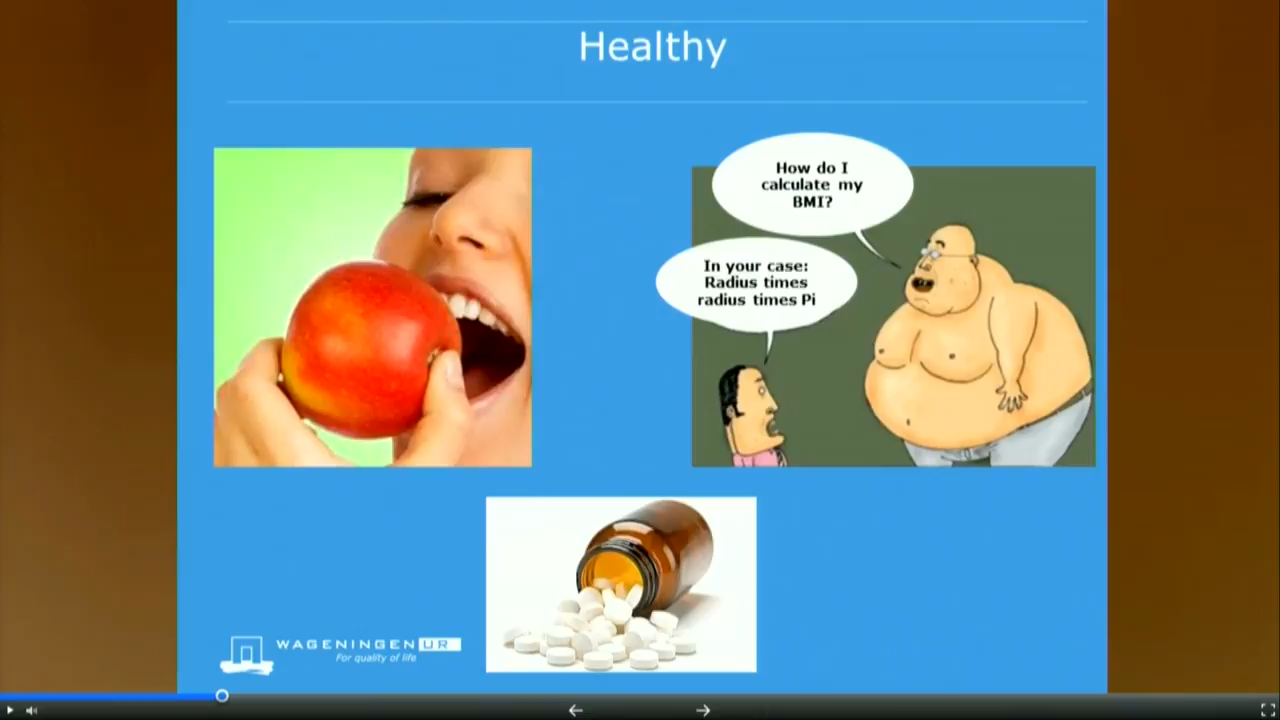 Healthy
How do I
calculate my
BMI?
In your case:
Radius times
radius times Pi
WAGENINGEN UR
For quality of life